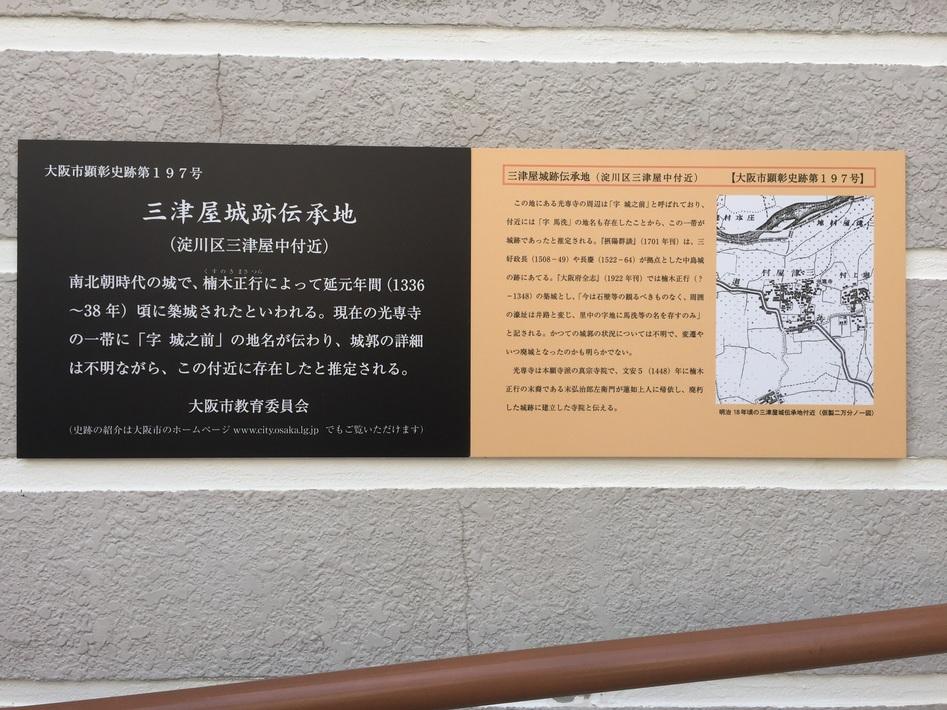 大阪市顕彰史跡第１９７号
三津屋城跡伝承地
（淀川区三津屋中付近）
くすのき まさつら
南北朝時代の城で、楠木正行によって延元年間（1336
～38 年）頃に築城されたといわれる。現在の光専寺
の一帯に「字 城之前」の地名が伝わり、城郭の詳細
は不明ながら、この付近に存在したと推定される。
大阪市教育委員会
（史跡の紹介は大阪市のホームページ www.city.osaka.lg.jp でもご覧いただけます）
三津屋城跡伝承地（淀川区三津屋中付近） 【大阪市顕彰史跡第１９７号】
この地にある光専寺の周辺は「字 城之前」と呼ばれており、
付近には「字 馬洗」の地名も存在したことから、この一帯が
城跡であったと推定される。『摂陽群談』（1701 年刊）は、三
好政長（1508－49）や長慶（1522－64）が拠点とした中島城
の跡にあてる。『大阪府全志』（1922 年刊）では楠木正行（？
－1348）の築城とし、「今は石壁等の観るべきものなく、周囲
の濠址は井路と変じ、里中の字地に馬洗等の名を存すのみ」
と記される。かつての城郭の状況については不明で、変遷や
いつ廃城となったのかも明らかでない。
光専寺は本願寺派の真宗寺院で、文安５（1448）年に楠木
正行の末裔である末弘治郎左衛門が蓮如上人に帰依し、廃朽
した城跡に建立した寺院と伝える。
明治 18 年頃の三津屋城伝承地付近（仮製二万分ノ一図）